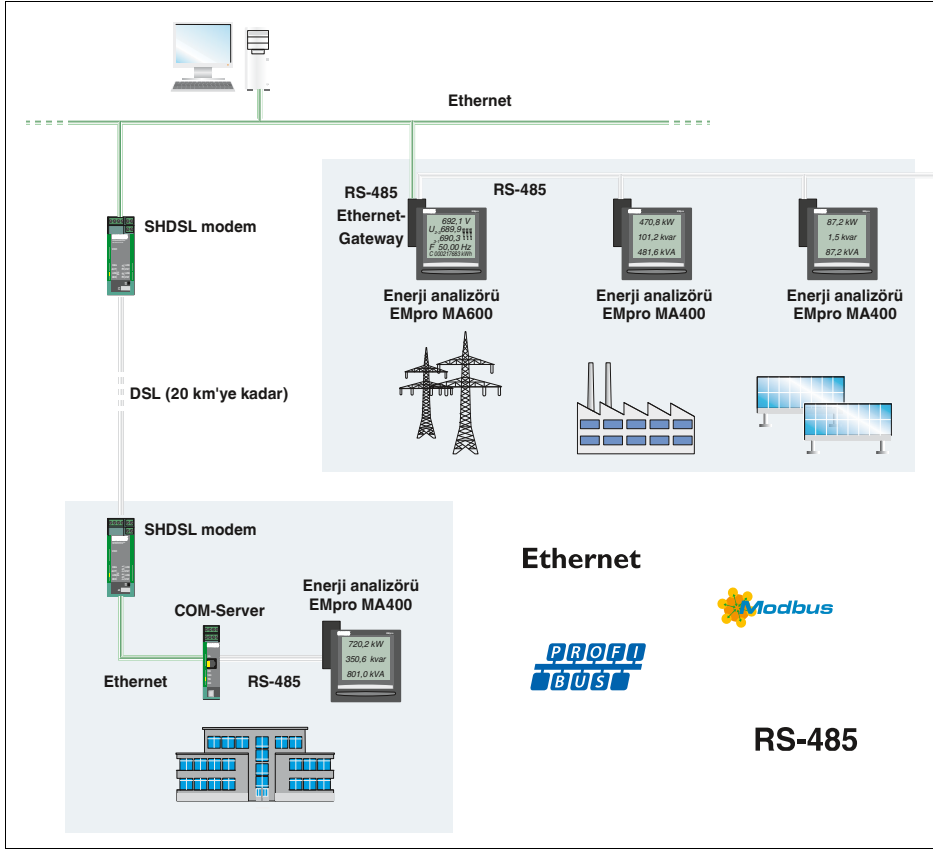 Ethernet
RS-485
Ethernet-
Gateway
RS-485
SHDSL modem
692,1 V
689,9
690,3
F 50,00 Hz
C 000217683 kWh
470,8 kW
101,2 kvar
481,6 kVA
87,2 kW
1,5 kvar
87,2 kVA
Enerji analizörü
EMpro MA600
Enerji analizörü
EMpro MA400
Enerji analizörü
EMpro MA400
DSL (20 km'ye kadar)
SHDSL modem
Enerji analizörü
EMpro MA400
COM-Server
720,2 kW
350,6 kvar
801,0 kVA
Ethernet
RS-485
Ethernet
Modbus
PROFI
BUS
RS-485